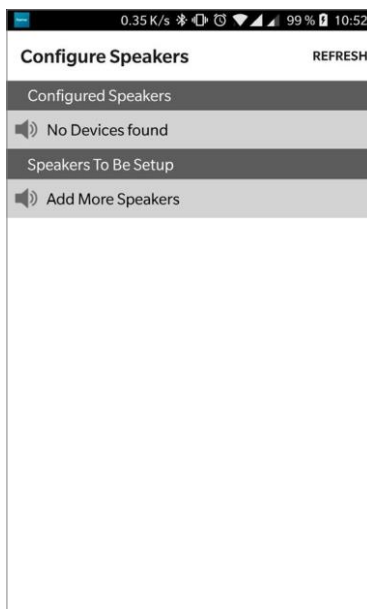 0.35 K/s 99 % 10:52
Configure Speakers REFRESH
Configured Speakers
No Devices found
Speakers To Be Setup
Add More Speakers